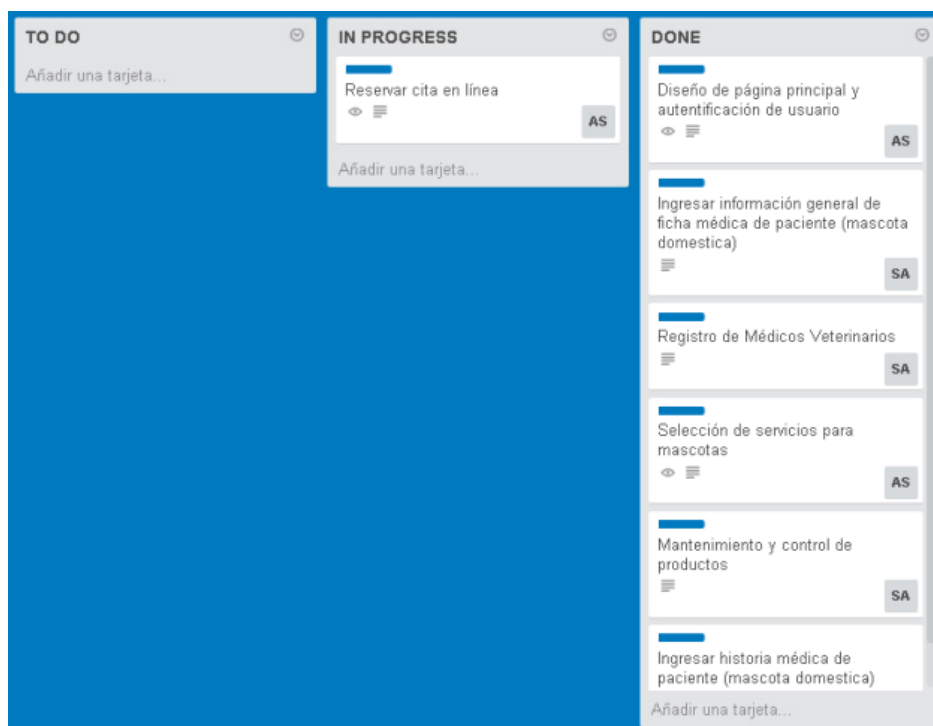 TO DO
Añadir una tarjeta...
IN PROGRESS
Reservar cita en línea
AS
Añadir una tarjeta...
DONE
Diseño de página principal y
autentificación de usuario
AS
Ingresar información general de
ficha médica de paciente (mascota
domestica)
SA
Registro de Médicos Veterinarios
SA
Selección de servicios para
mascotas
AS
Mantenimiento y control de
productos
SA
Ingresar historia médica de
paciente (mascota domestica)
Añadir una tarjeta...